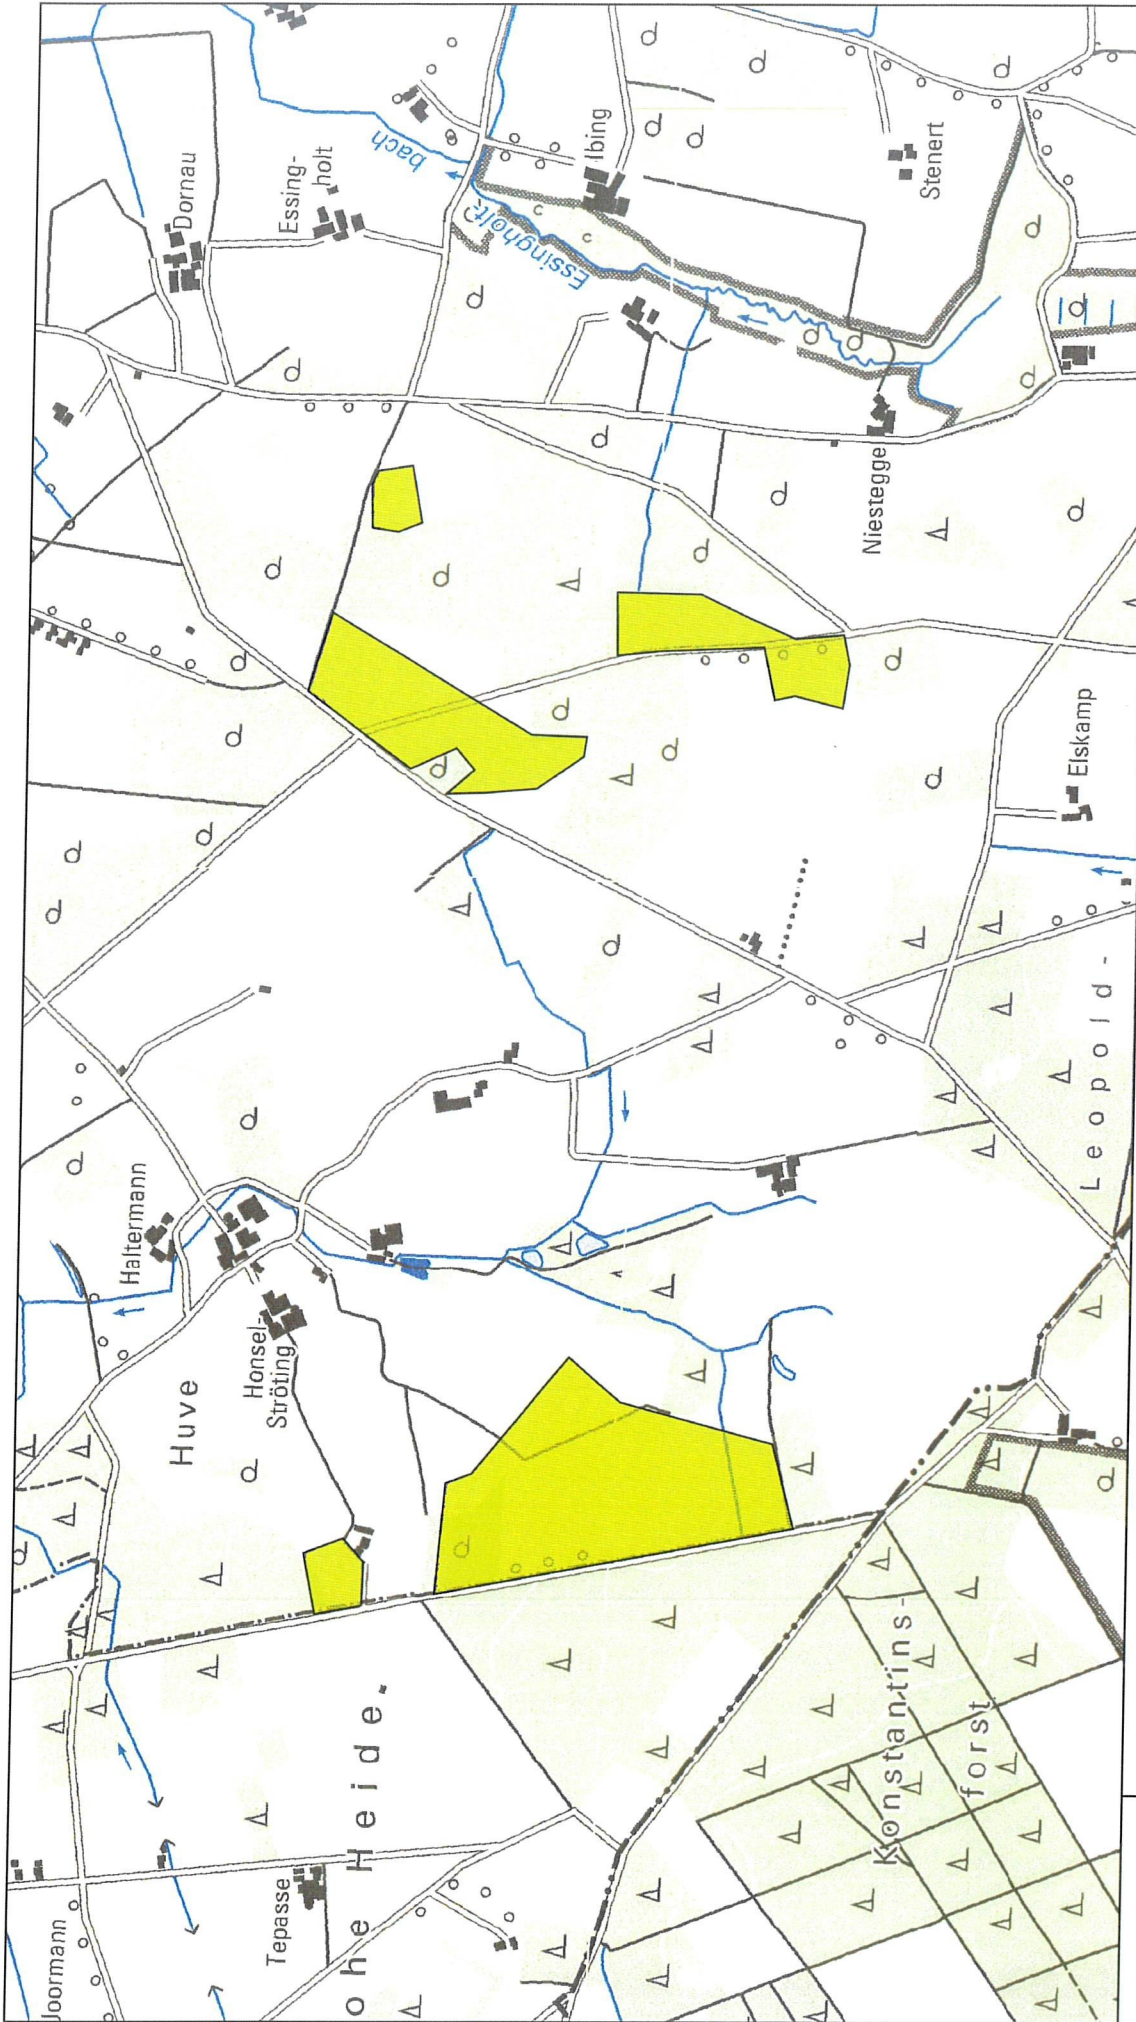 Joormann
Tepasse
ohe Heide
Huve
Haltermann
Honsel-
Ströting
Konstantins-
forst
Leopold-
Elskamp
Niestegge
Dornau
Essing-
holt
Essingholt-
bach
Ibing
Stenert